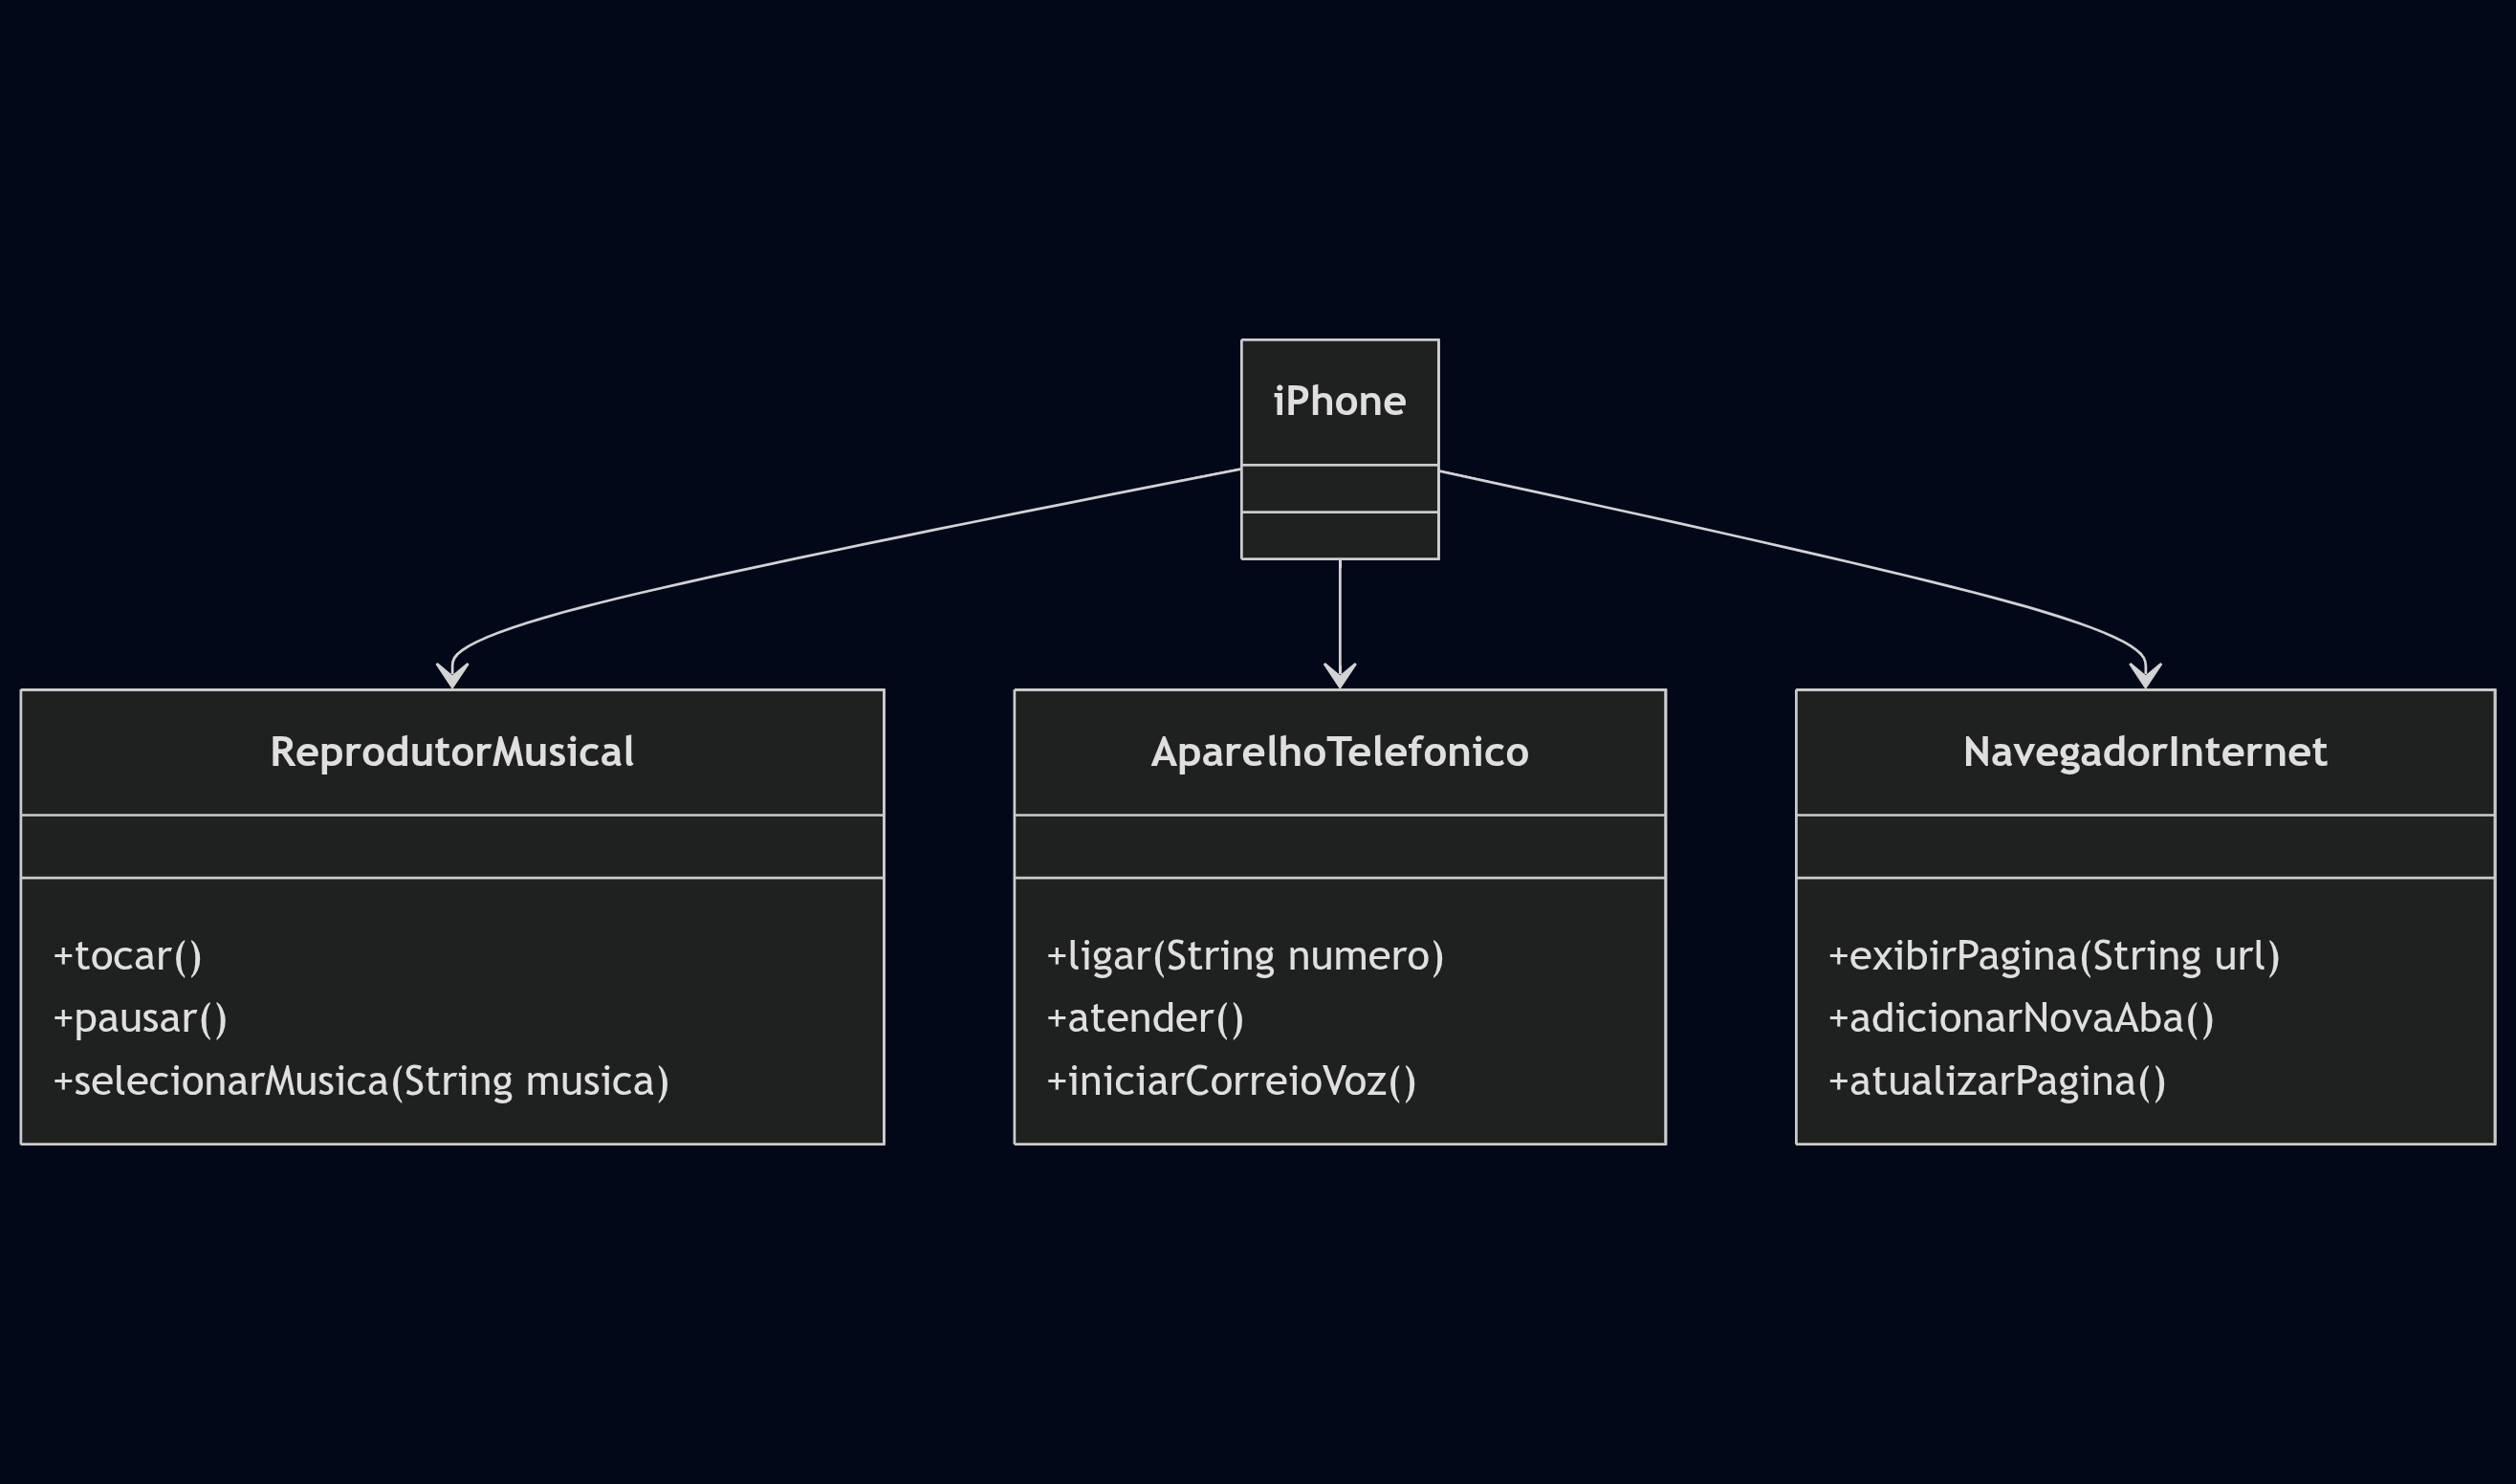 iPhone
ReprodutorMusical
+tocar()
+pausar()
+selecionarMusica(String musica)
AparelhoTelefonico
+ligar(String numero)
+atender()
+iniciarCorreioVoz()
NavegadorInternet
+exibirPagina(String url)
+adicionarNovaAba()
+atualizarPagina()